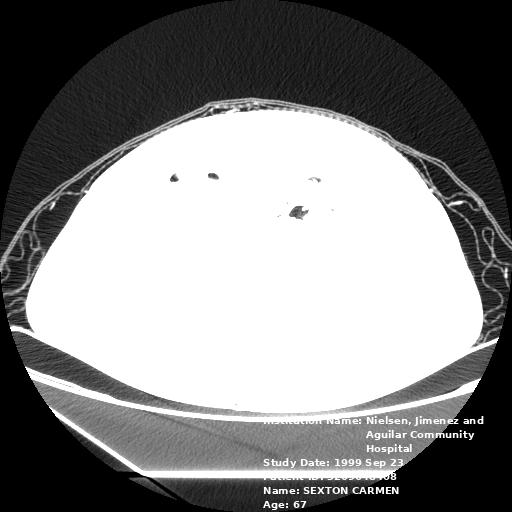 Institution Name: Nielsen, Jimenez and
Aguilar Community
Hospital
Study Date: 1999 Sep 23
Name: SEXTON CARMEN
Age: 67